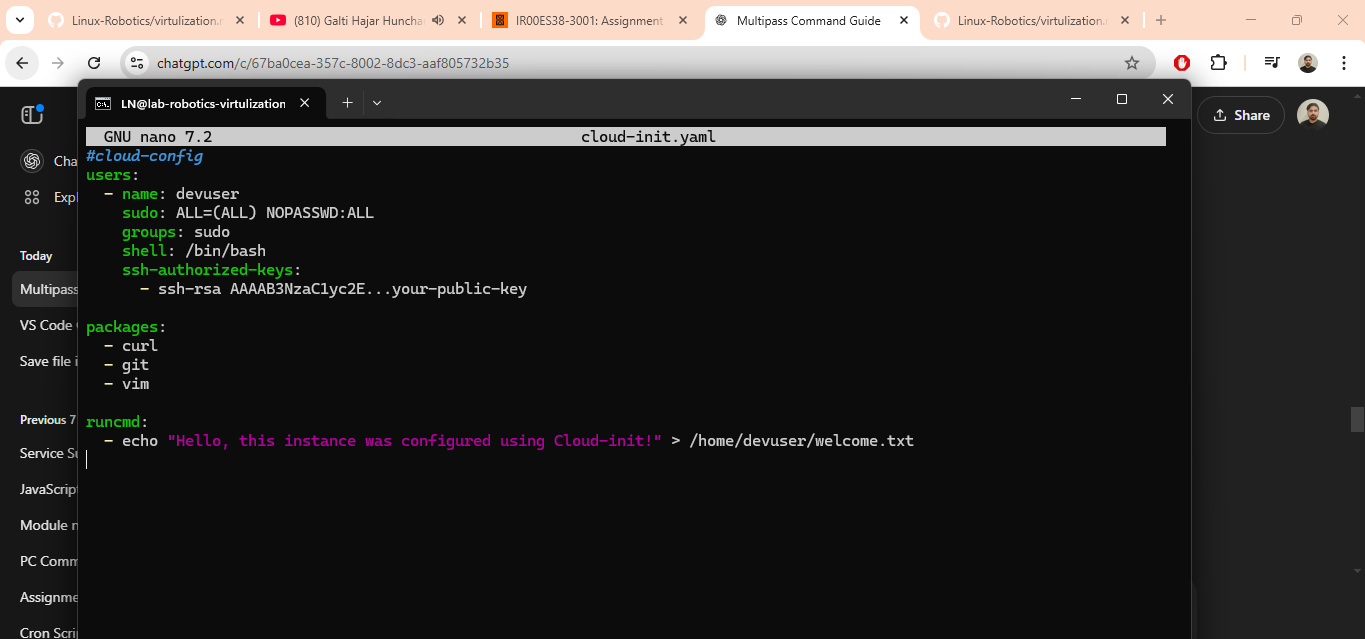 Linux-Robotics/virtulization.r
(810) Galti Hajar Huncha
IR00ES38-3001: Assignment
Multipass Command Guide
Linux-Robotics/virtulization.
chatgpt.com/c/67ba0cea-357c-8002-8dc3-aaf805732b35
LN@lab-robotics-virtulization
Share
GNU nano 7.2 cloud-init.yaml
#cloud-config
users:
  - name: devuser
    sudo: ALL=(ALL) NOPASSWD:ALL
    groups: sudo
    shell: /bin/bash
    ssh-authorized-keys:
      - ssh-rsa AAAAB3NzaC1yc2E...your-public-key
packages:
  - curl
  - git
  - vim
runcmd:
  - echo "Hello, this instance was configured using Cloud-init!" > /home/devuser/welcome.txt
Cha
Expl
Today
Multipass
VS Code
Save file i
Previous 7
Service Su
JavaScript
Module n
PC Comm
Assignme
Cron Scri